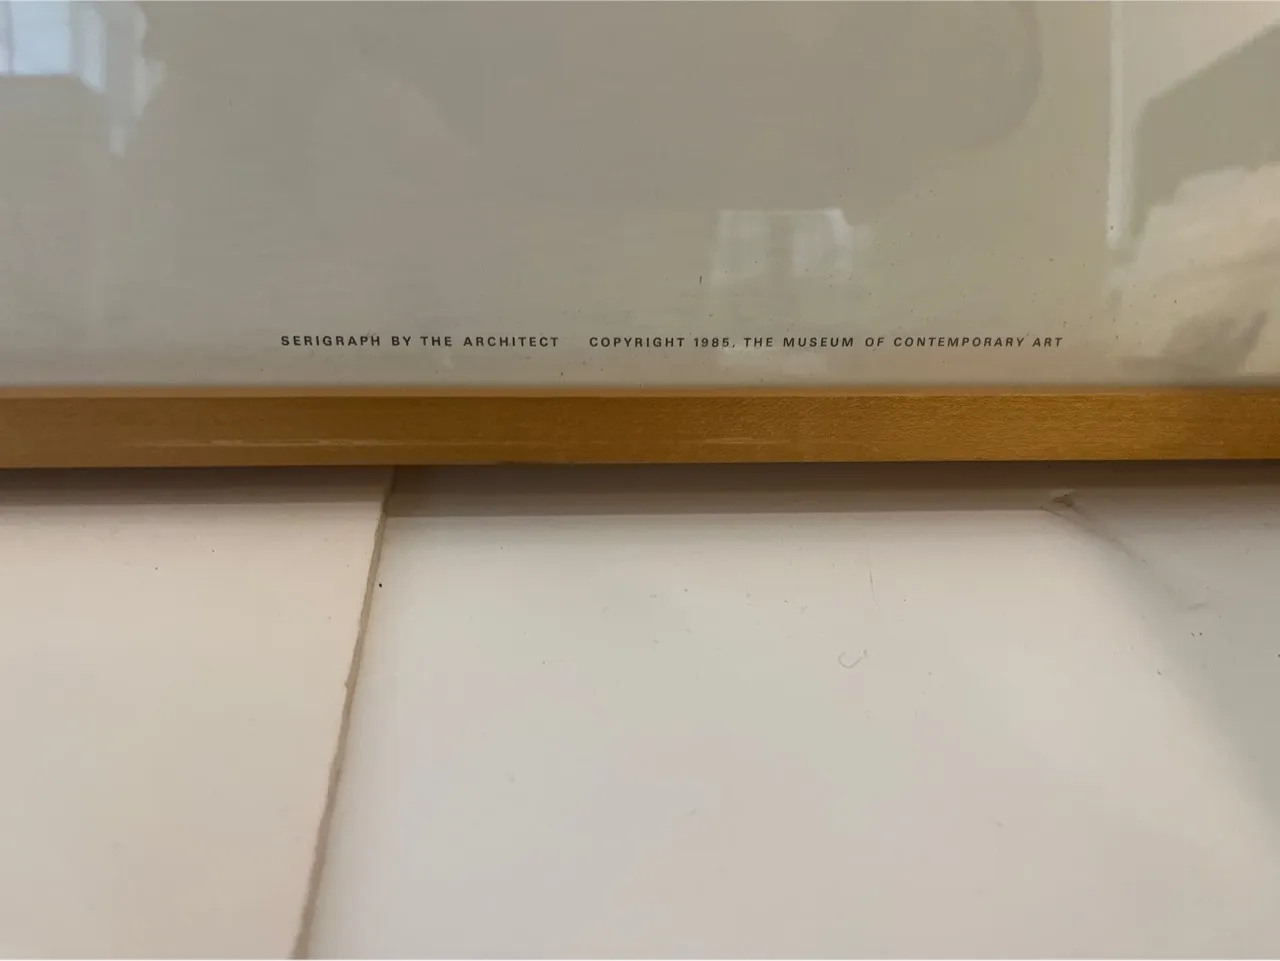 SERIGRAPH BY THE ARCHITECT COPYRIGHT 1985, THE MUSEUM OF CONTEMPORARY ART